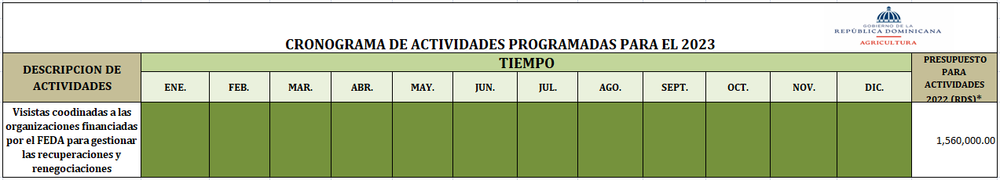 GOBIERNO DE LA
REPÚBLICA DOMINICANA
AGRICULTURA
CRONOGRAMA DE ACTIVIDADES PROGRAMADAS PARA EL 2023
DESCRIPCION DE
ACTIVIDADES
TIEMPO
PRESUPUESTO
PARA
ACTIVIDADES
2022 (RD$)*
ENE. FEB. MAR. ABR. MAY. JUN. JUL. AGO. SEPT. OCT. NOV. DIC.
Visistas coodinadas a las
organizaciones financiadas
por el FEDA para gestionar
las recuperaciones y
renegociaciones
1,560,000.00